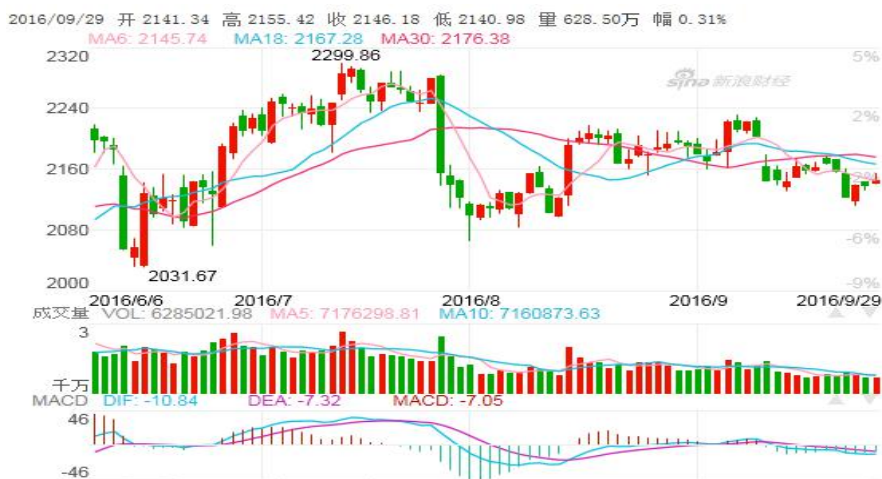 2016/09/29 开 2141.34 高 2155.42 收 2146.18 低 2140.98 量 628.50万 幅 0.31%
MA6: 2145.74 MA18: 2167.28 MA30: 2176.38
2320 2299.86 5%
sina 新浪财经
2240 2%
2160 -2%
2080 -6%
2031.67
2000 -9%
2016/6/6 2016/7 2016/8 2016/9 2016/9/29
成交量 VOL: 6285021.98 MA5: 7176298.81 MA10: 7160873.63
3
千万
MACD DIF: -10.84 DEA: -7.32 MACD: -7.05
46
-46